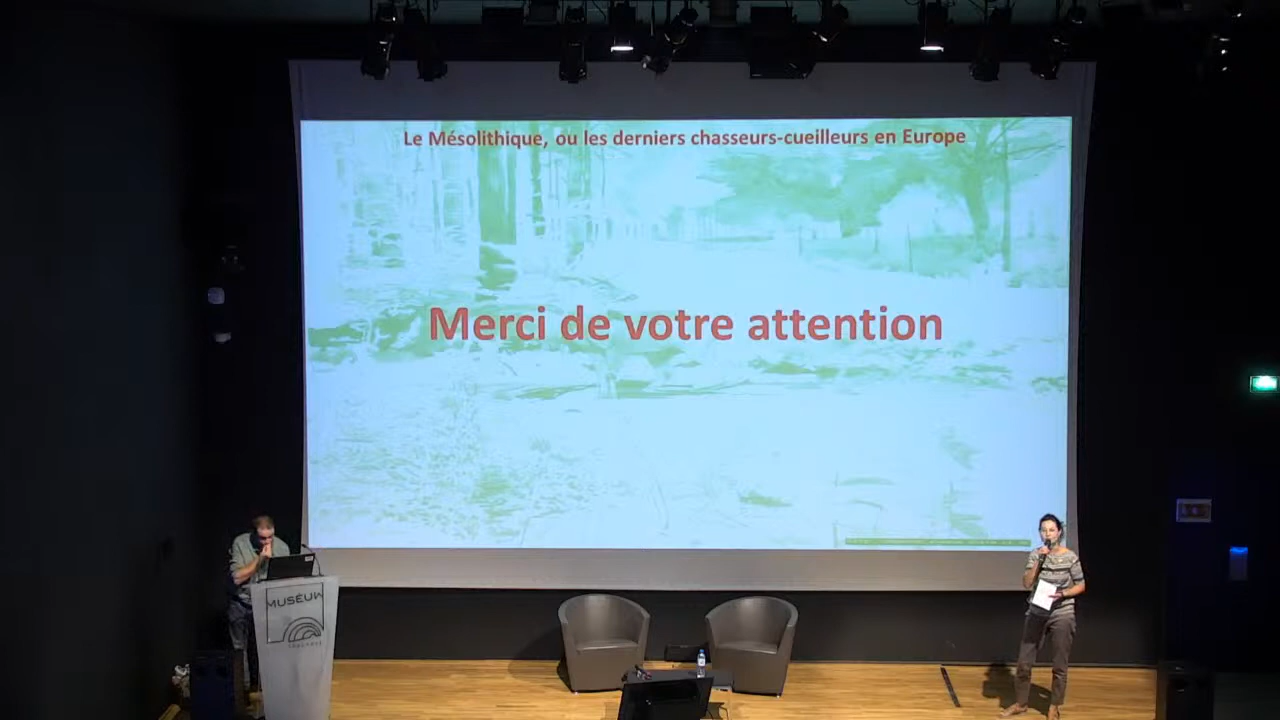 Le Mésolithique, ou les derniers chasseurs-cueilleurs en Europe
Merci de votre attention
MUSÉUM